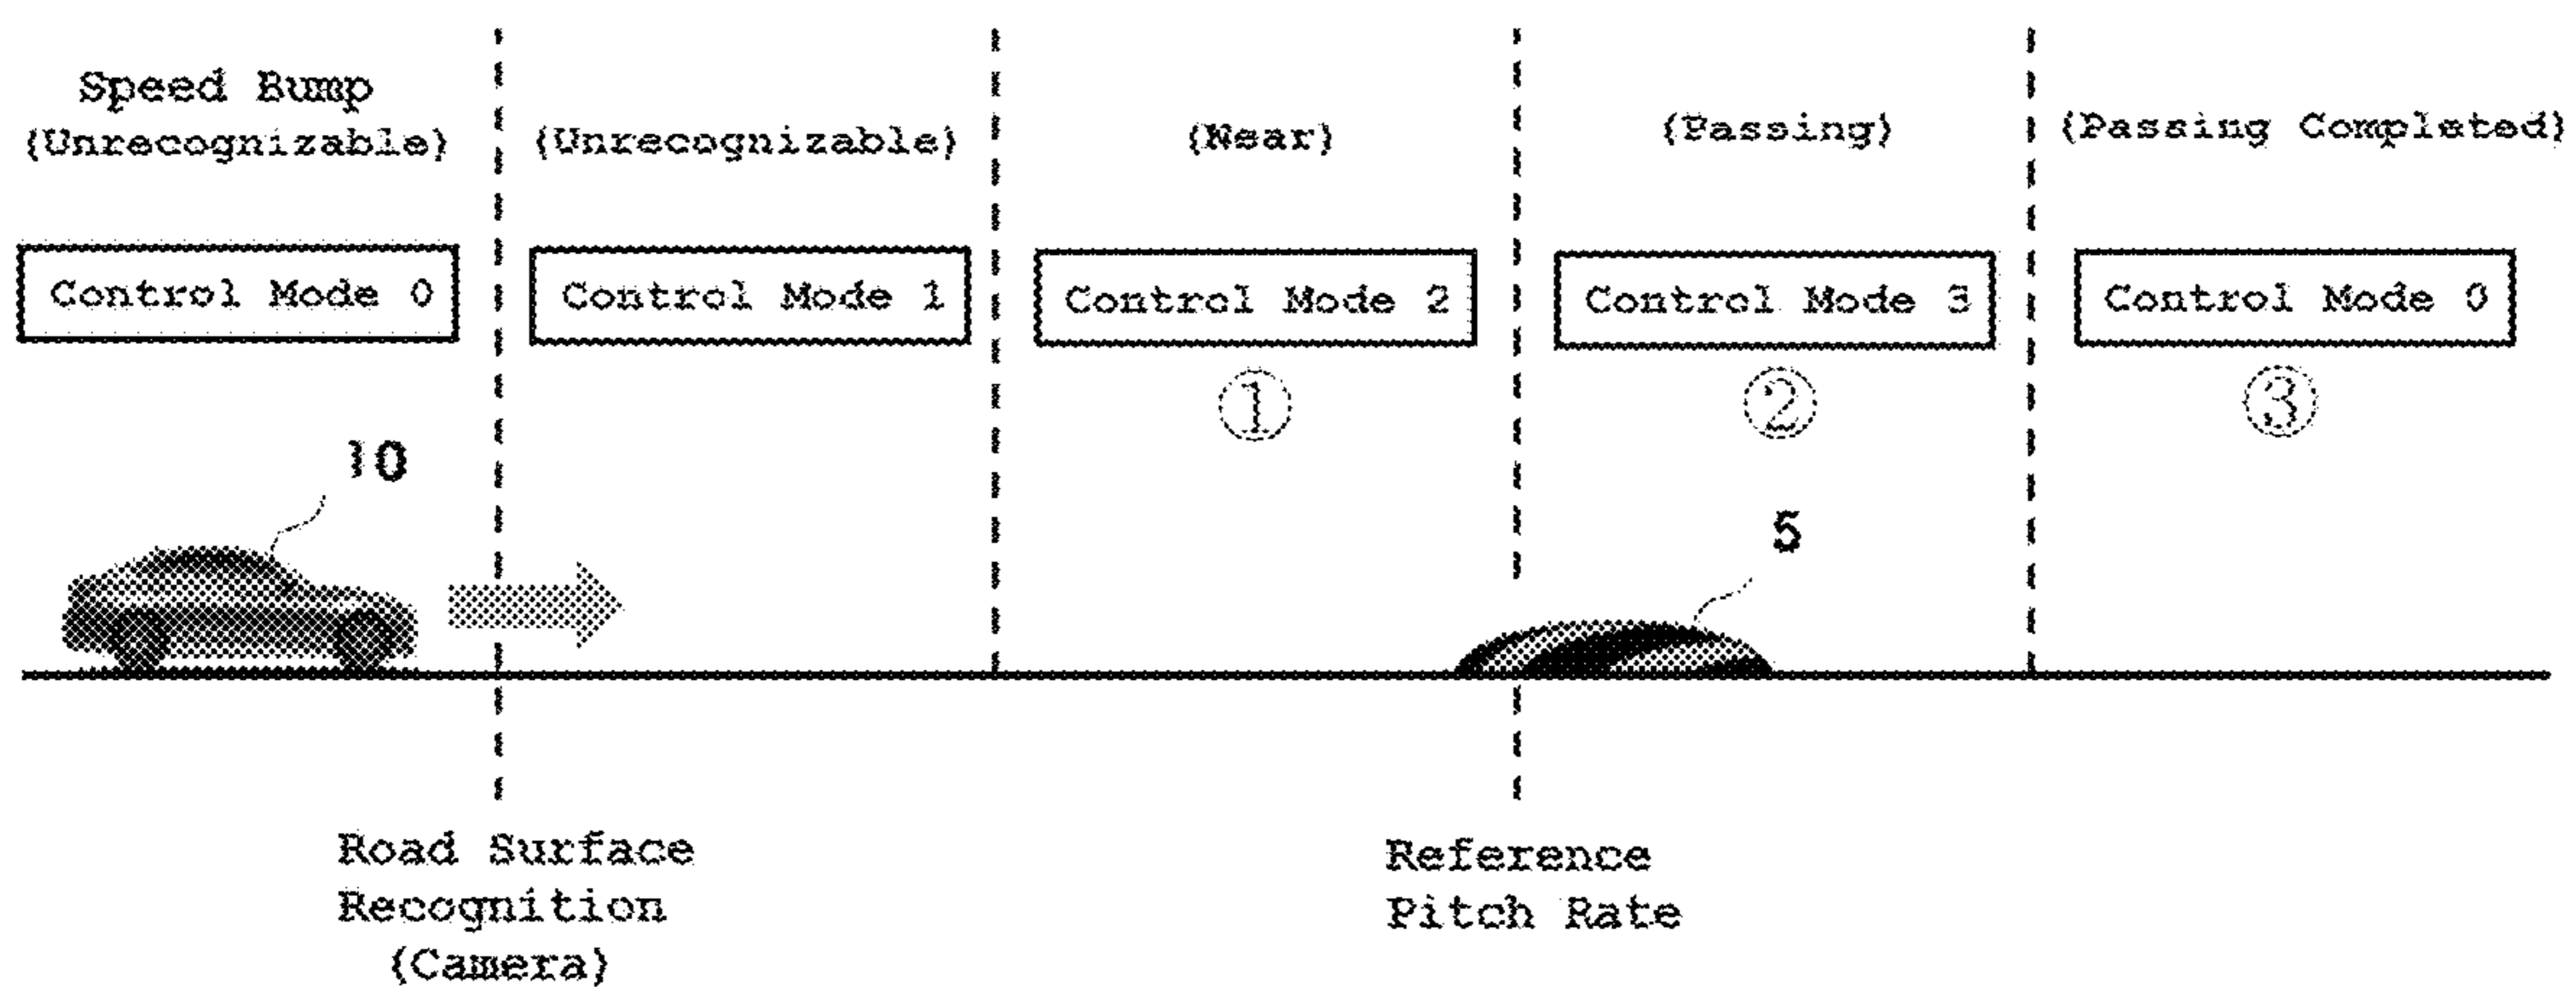 Speed Bump
(Unrecognizable)
(Unrecognizable)
(Near)
(Passing)
(Passing Completed)
Control Mode 0
Control Mode 1
Control Mode 2
Control Mode 3
Control Mode 0
①
②
③
10
5
Road Surface
Recognition
(Camera)
Reference
Pitch Rate